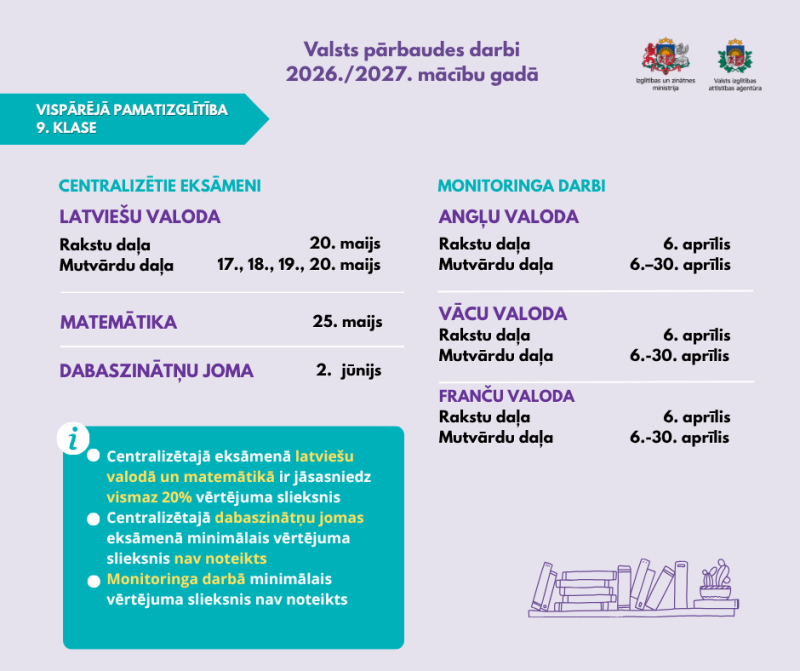 Valsts pārbaudes darbi
2026./2027. mācību gadā
Izglītības un zinātnes
ministrija
Valsts izglītības
attīstības aģentūra
VISPĀRĒJĀ PAMATIZGLĪTĪBA
9. KLASE
CENTRALIZĒTIE EKSĀMENI
LATVIEŠU VALODA
Rakstu daļa 20. maijs
Mutvārdu daļa 17., 18., 19., 20. maijs
MATEMĀTIKA 25. maijs
DABASZINĀTŅU JOMA 2. jūnijs
i
Centralizētajā eksāmenā latviešu
valodā un matemātikā ir jāsasniedz
vismaz 20% vērtējuma slieksnis
Centralizētajā dabaszinātņu jomas
eksāmenā minimālais vērtējuma
slieksnis nav noteikts
Monitoringa darbā minimālais
vērtējuma slieksnis nav noteikts
MONITORINGA DARBI
ANGĻU VALODA
Rakstu daļa 6. aprīlis
Mutvārdu daļa 6.–30. aprīlis
VĀCU VALODA
Rakstu daļa 6. aprīlis
Mutvārdu daļa 6.-30. aprīlis
FRANČU VALODA
Rakstu daļa 6. aprīlis
Mutvārdu daļa 6.-30. aprīlis